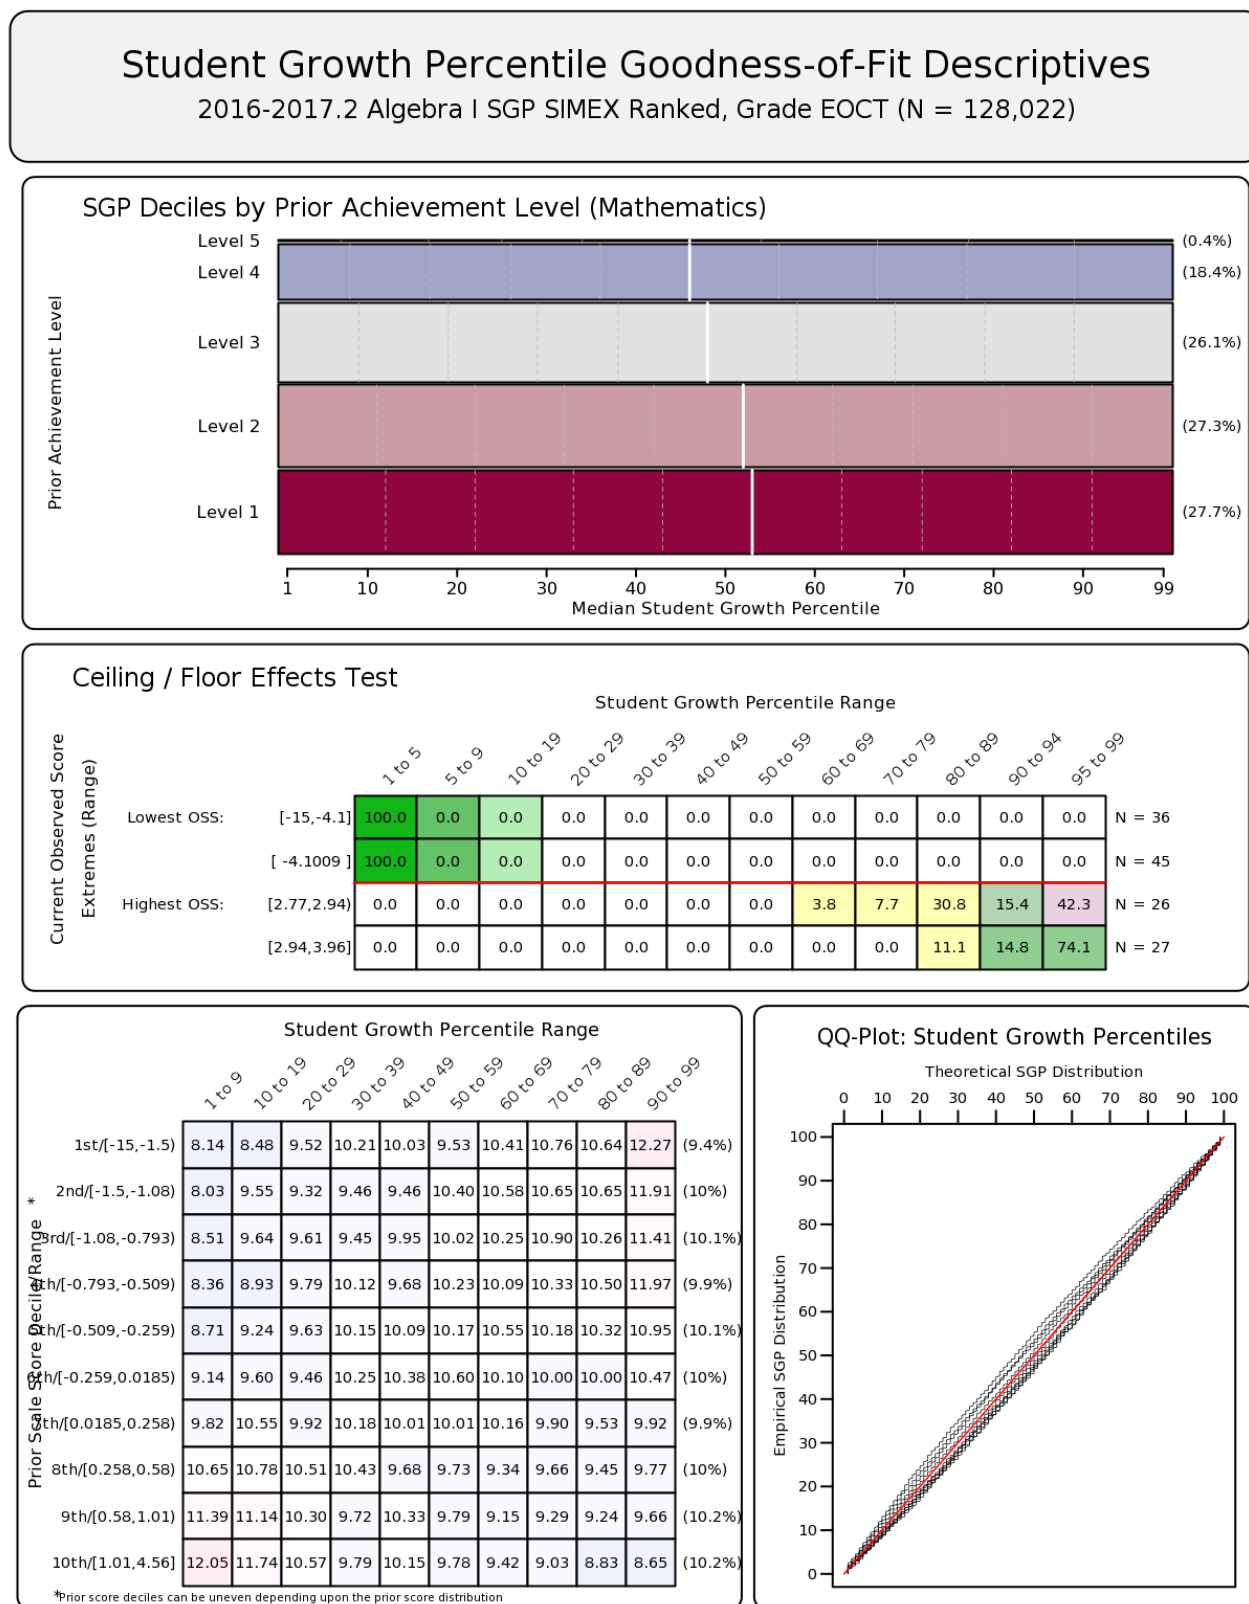 Student Growth Percentile Goodness-of-Fit Descriptives
2016-2017.2 Algebra I SGP SIMEX Ranked, Grade EOCT (N = 128,022)
SGP Deciles by Prior Achievement Level (Mathematics)
Prior Achievement Level
Level 5 (0.4%)
Level 4 (18.4%)
Level 3 (26.1%)
Level 2 (27.3%)
Level 1 (27.7%)
1 10 20 30 40 50 60 70 80 90 99
Median Student Growth Percentile
Ceiling / Floor Effects Test
Student Growth Percentile Range
Current Observed Score
Extremes (Range)
1 to 5 5 to 9 10 to 19 20 to 29 30 to 39 40 to 49 50 to 59 60 to 69 70 to 79 80 to 89 90 to 94 95 to 99
Lowest OSS: [-15,-4.1] 100.0 0.0 0.0 0.0 0.0 0.0 0.0 0.0 0.0 0.0 0.0 0.0 N = 36
[ -4.1009 ] 100.0 0.0 0.0 0.0 0.0 0.0 0.0 0.0 0.0 0.0 0.0 0.0 N = 45
Highest OSS: [2.77,2.94) 0.0 0.0 0.0 0.0 0.0 0.0 0.0 3.8 7.7 30.8 15.4 42.3 N = 26
[2.94,3.96] 0.0 0.0 0.0 0.0 0.0 0.0 0.0 0.0 0.0 11.1 14.8 74.1 N = 27
Student Growth Percentile Range
Prior Scale Score Decile/Range *
1 to 9 10 to 19 20 to 29 30 to 39 40 to 49 50 to 59 60 to 69 70 to 79 80 to 89 90 to 99
1st/[-15,-1.5) 8.14 8.48 9.52 10.21 10.03 9.53 10.41 10.76 10.64 12.27 (9.4%)
2nd/[-1.5,-1.08) 8.03 9.55 9.32 9.46 9.46 10.40 10.58 10.65 10.65 11.91 (10%)
3rd/[-1.08,-0.793) 8.51 9.64 9.61 9.45 9.95 10.02 10.25 10.90 10.26 11.41 (10.1%)
4th/[-0.793,-0.509) 8.36 8.93 9.79 10.12 9.68 10.23 10.09 10.33 10.50 11.97 (9.9%)
5th/[-0.509,-0.259) 8.71 9.24 9.63 10.15 10.09 10.17 10.55 10.18 10.32 10.95 (10.1%)
6th/[-0.259,0.0185) 9.14 9.60 9.46 10.25 10.38 10.60 10.10 10.00 10.00 10.47 (10%)
7th/[0.0185,0.258) 9.82 10.55 9.92 10.18 10.01 10.01 10.16 9.90 9.53 9.92 (9.9%)
8th/[0.258,0.58) 10.65 10.78 10.51 10.43 9.68 9.73 9.34 9.66 9.45 9.77 (10%)
9th/[0.58,1.01) 11.39 11.14 10.30 9.72 10.33 9.79 9.15 9.29 9.24 9.66 (10.2%)
10th/[1.01,4.56] 12.05 11.74 10.57 9.79 10.15 9.78 9.42 9.03 8.83 8.65 (10.2%)
*Prior score deciles can be uneven depending upon the prior score distribution
QQ-Plot: Student Growth Percentiles
Theoretical SGP Distribution
0 10 20 30 40 50 60 70 80 90 100
Empirical SGP Distribution
100
90
80
70
60
50
40
30
20
10
0